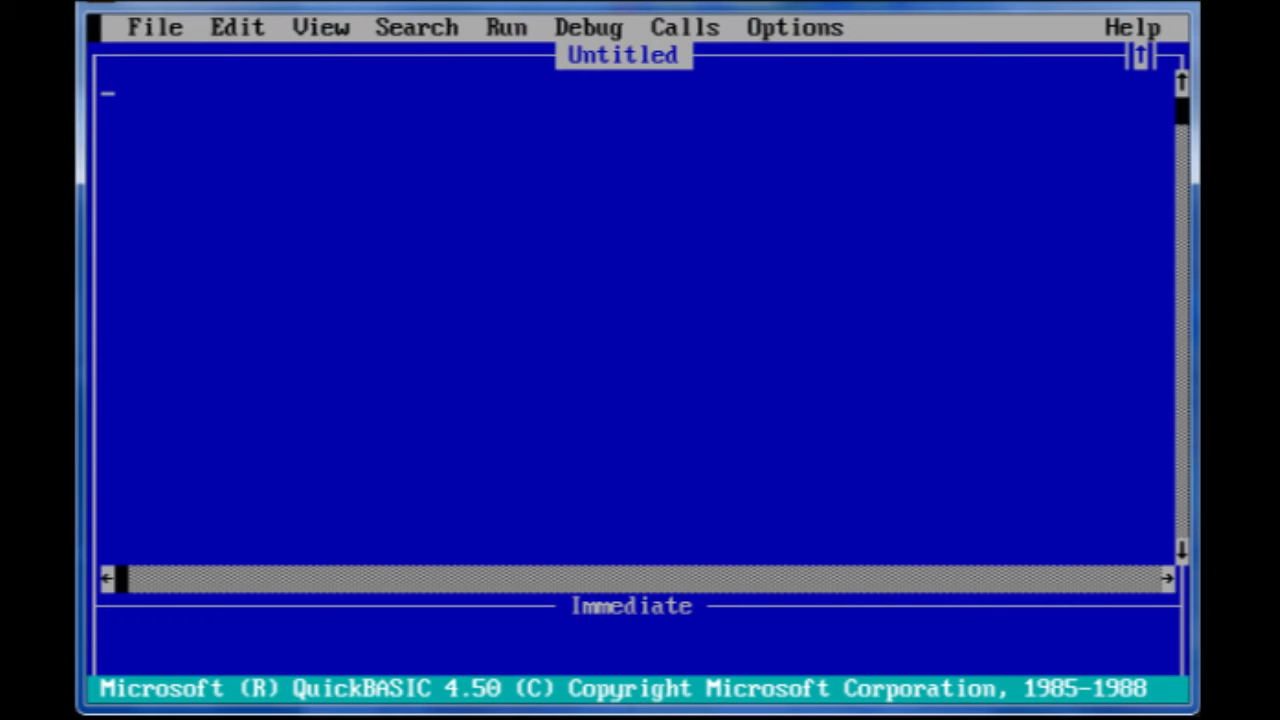 File Edit View Search Run Debug Calls Options Help
Untitled
Immediate
Microsoft (R) QuickBASIC 4.50 (C) Copyright Microsoft Corporation, 1985-1988